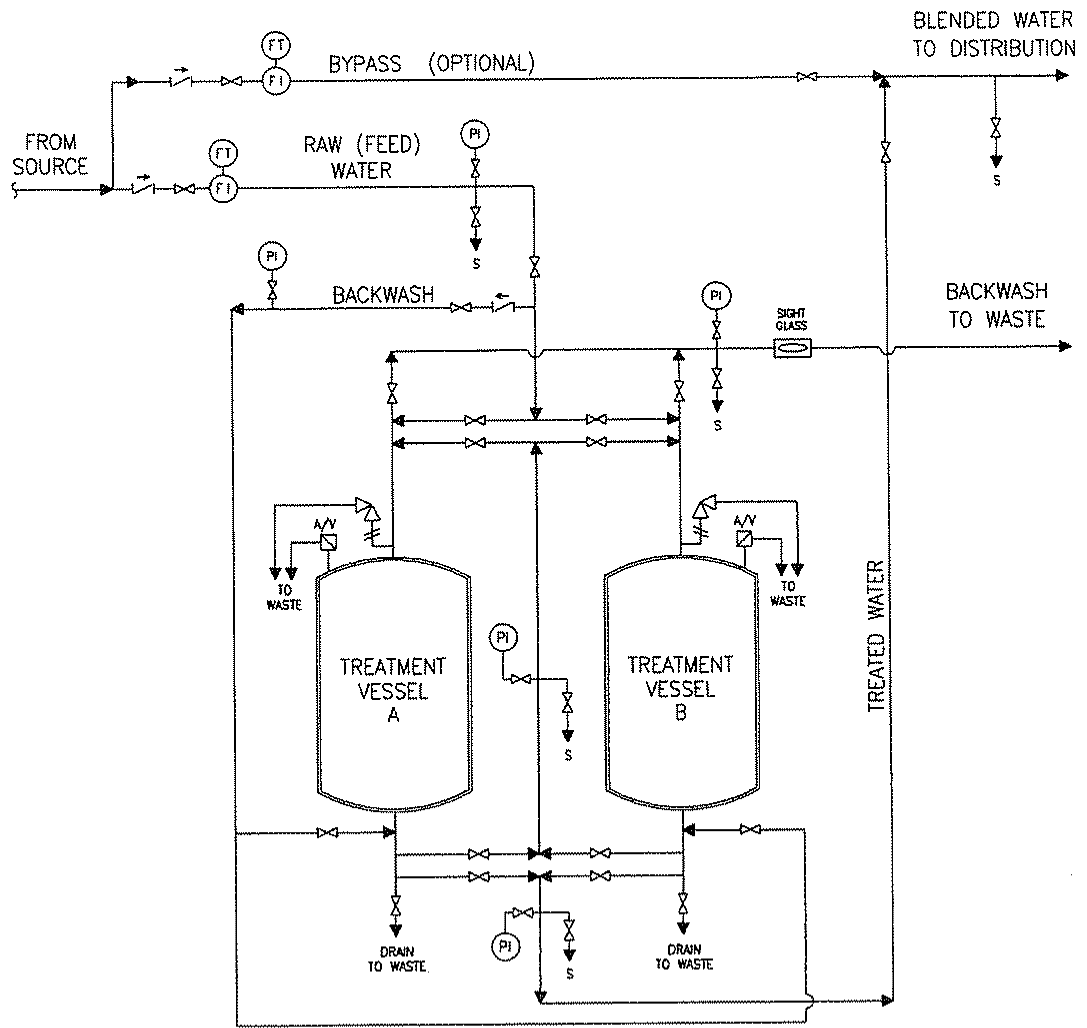 BLENDED WATER
TO DISTRIBUTION
FT
FI
BYPASS (OPTIONAL)
S
FROM
SOURCE
FT
FI
RAW (FEED)
WATER
PI
S
PI
BACKWASH
PI
SIGHT
GLASS
BACKWASH
TO WASTE
S
A/V
TO
WASTE
A/V
TO
WASTE
TREATMENT
VESSEL
A
PI
S
TREATMENT
VESSEL
B
TREATED WATER
DRAIN
TO WASTE
PI
S
DRAIN
TO WASTE